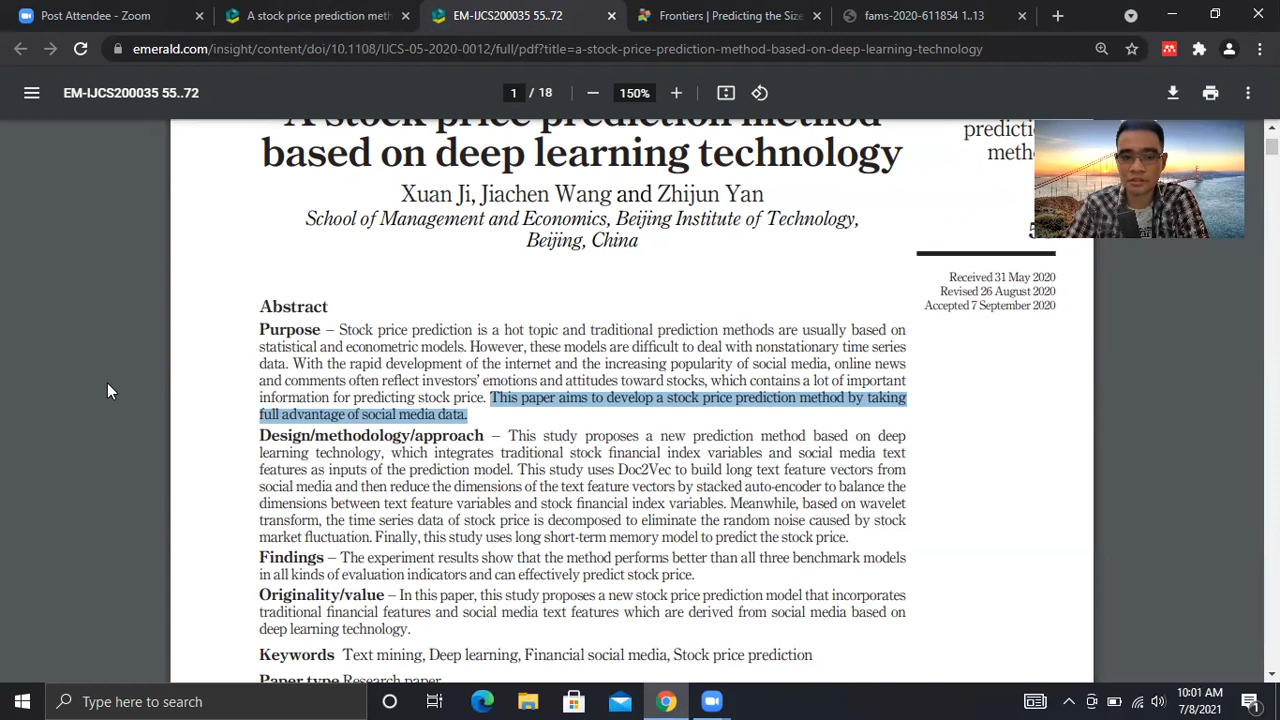 Post Attendee - Zoom
A stock price prediction meth
EM-IJCS200035 55..72
Frontiers | Predicting the Size
fams-2020-611854 1..13
emerald.com/insight/content/doi/10.1108/IJCS-05-2020-0012/full/pdf?title=a-stock-price-prediction-method-based-on-deep-learning-technology
EM-IJCS200035 55..72
1 / 18
150%
A stock price prediction method
based on deep learning technology
predicti
meth
Xuan Ji, Jiachen Wang and Zhijun Yan
School of Management and Economics, Beijing Institute of Technology,
Beijing, China
Received 31 May 2020
Revised 26 August 2020
Accepted 7 September 2020
Abstract
Purpose – Stock price prediction is a hot topic and traditional prediction methods are usually based on
statistical and econometric models. However, these models are difficult to deal with nonstationary time series
data. With the rapid development of the internet and the increasing popularity of social media, online news
and comments often reflect investors' emotions and attitudes toward stocks, which contains a lot of important
information for predicting stock price. This paper aims to develop a stock price prediction method by taking
full advantage of social media data.
Design/methodology/approach – This study proposes a new prediction method based on deep
learning technology, which integrates traditional stock financial index variables and social media text
features as inputs of the prediction model. This study uses Doc2Vec to build long text feature vectors from
social media and then reduce the dimensions of the text feature vectors by stacked auto-encoder to balance the
dimensions between text feature variables and stock financial index variables. Meanwhile, based on wavelet
transform, the time series data of stock price is decomposed to eliminate the random noise caused by stock
market fluctuation. Finally, this study uses long short-term memory model to predict the stock price.
Findings – The experiment results show that the method performs better than all three benchmark models
in all kinds of evaluation indicators and can effectively predict stock price.
Originality/value – In this paper, this study proposes a new stock price prediction model that incorporates
traditional financial features and social media text features which are derived from social media based on
deep learning technology.
Keywords Text mining, Deep learning, Financial social media, Stock price prediction
Paper type Research paper
Type here to search
10:01 AM
7/8/2021